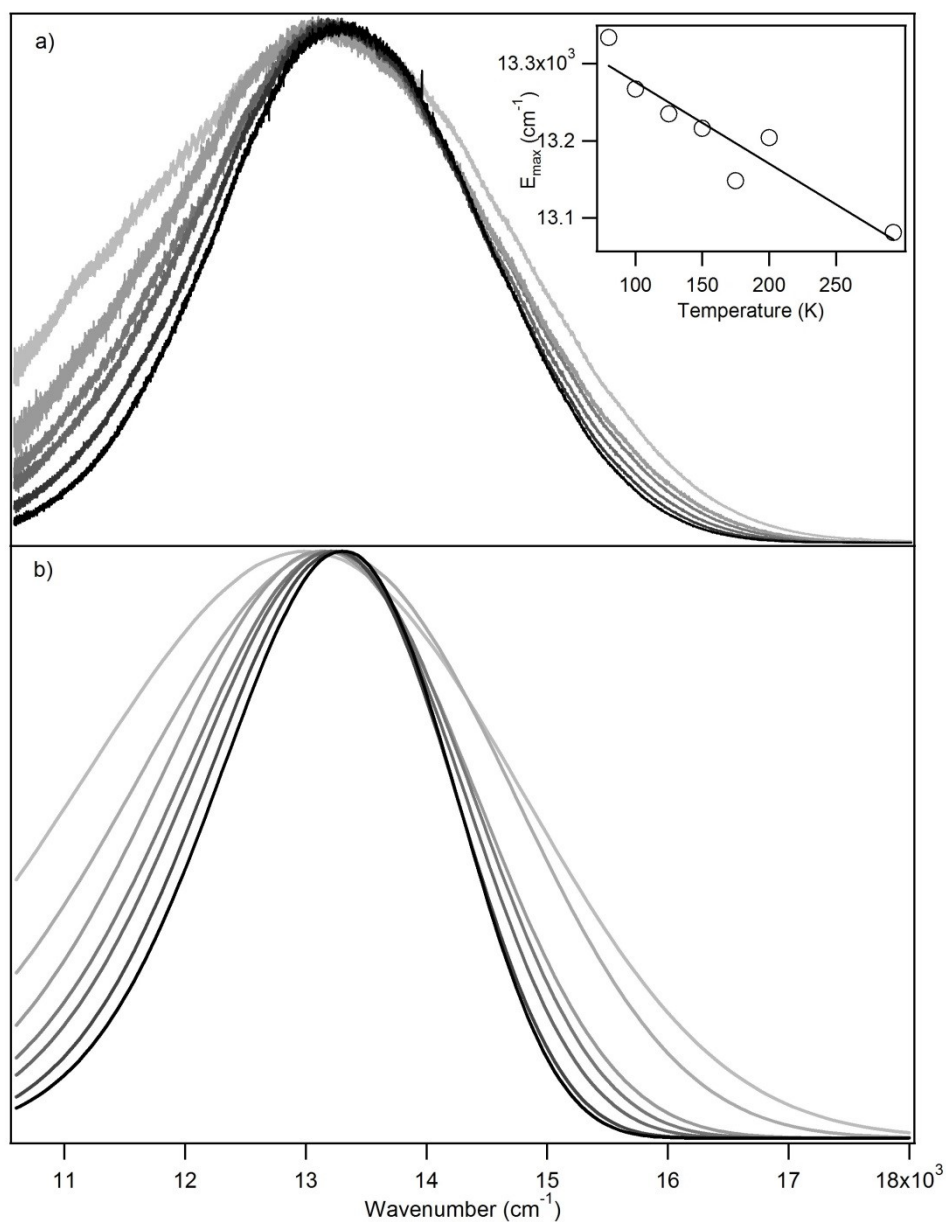 a)
13.3x10³
13.2
13.1
E_max (cm⁻¹)
100
150
200
250
Temperature (K)
b)
11
12
13
14
15
16
17
18x10³
Wavenumber (cm⁻¹)